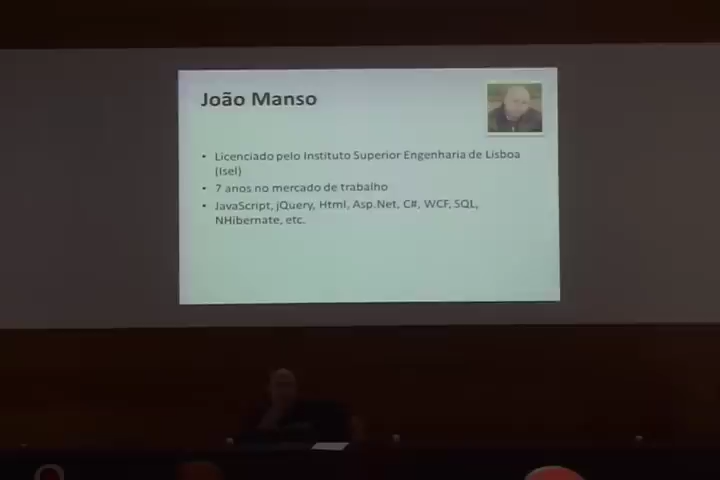 João Manso
• Licenciado pelo Instituto Superior Engenharia de Lisboa
(Isel)
• 7 anos no mercado de trabalho
• JavaScript, jQuery, Html, Asp.Net, C#, WCF, SQL,
NHibernate, etc.